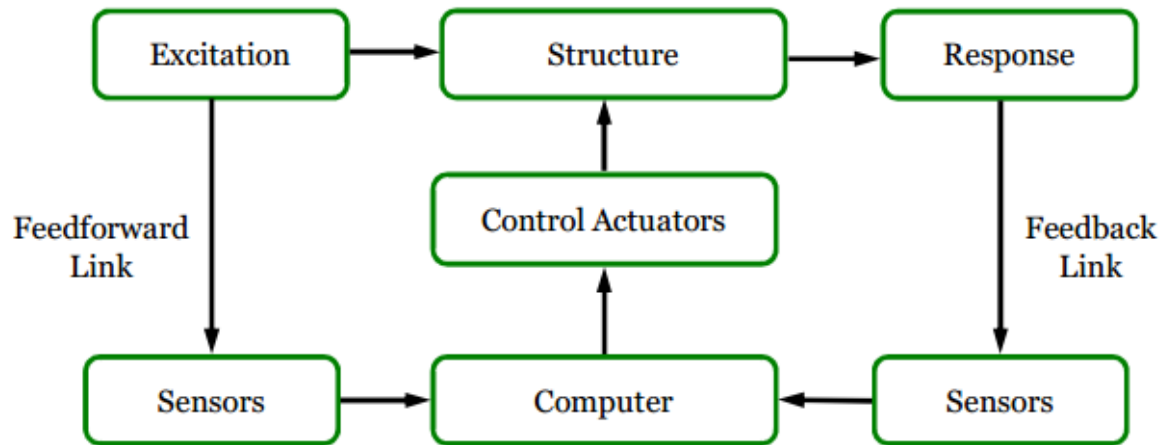 Excitation
Structure
Response
Control Actuators
Feedforward
Link
Feedback
Link
Sensors
Computer
Sensors